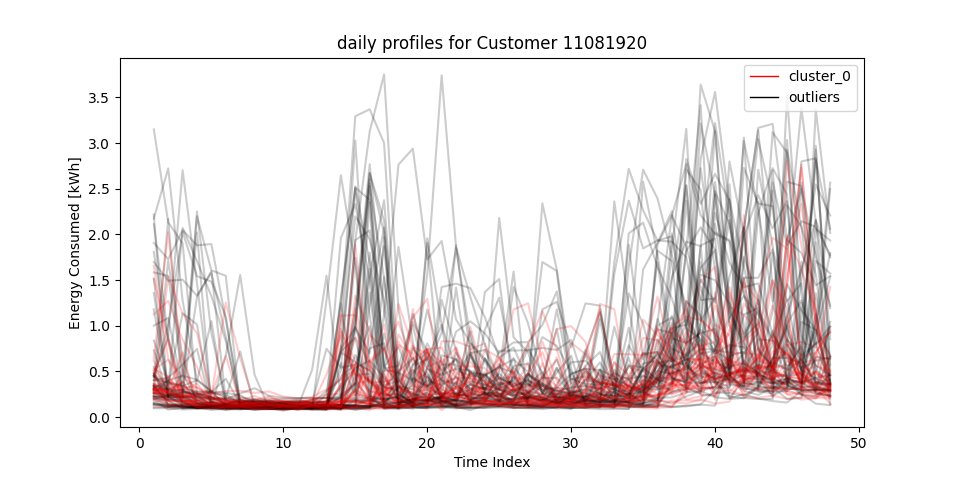 daily profiles for Customer 11081920
cluster_0
outliers
Energy Consumed [kWh]
3.5
3.0
2.5
2.0
1.5
1.0
0.5
0.0
0 10 20 30 40 50
Time Index